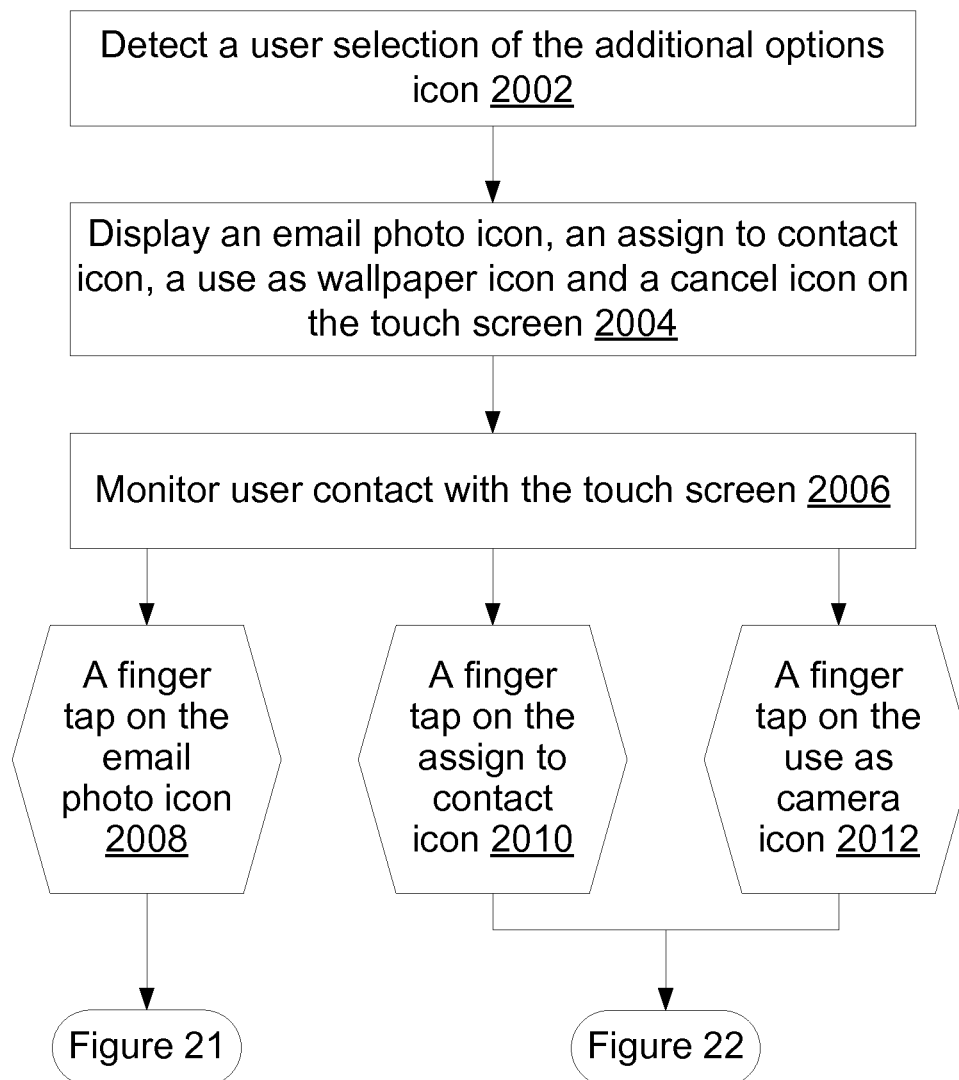 Detect a user selection of the additional options
icon 2002
Display an email photo icon, an assign to contact
icon, a use as wallpaper icon and a cancel icon on
the touch screen 2004
Monitor user contact with the touch screen 2006
A finger
tap on the
email
photo icon
2008
A finger
tap on the
assign to
contact
icon 2010
A finger
tap on the
use as
camera
icon 2012
Figure 21
Figure 22